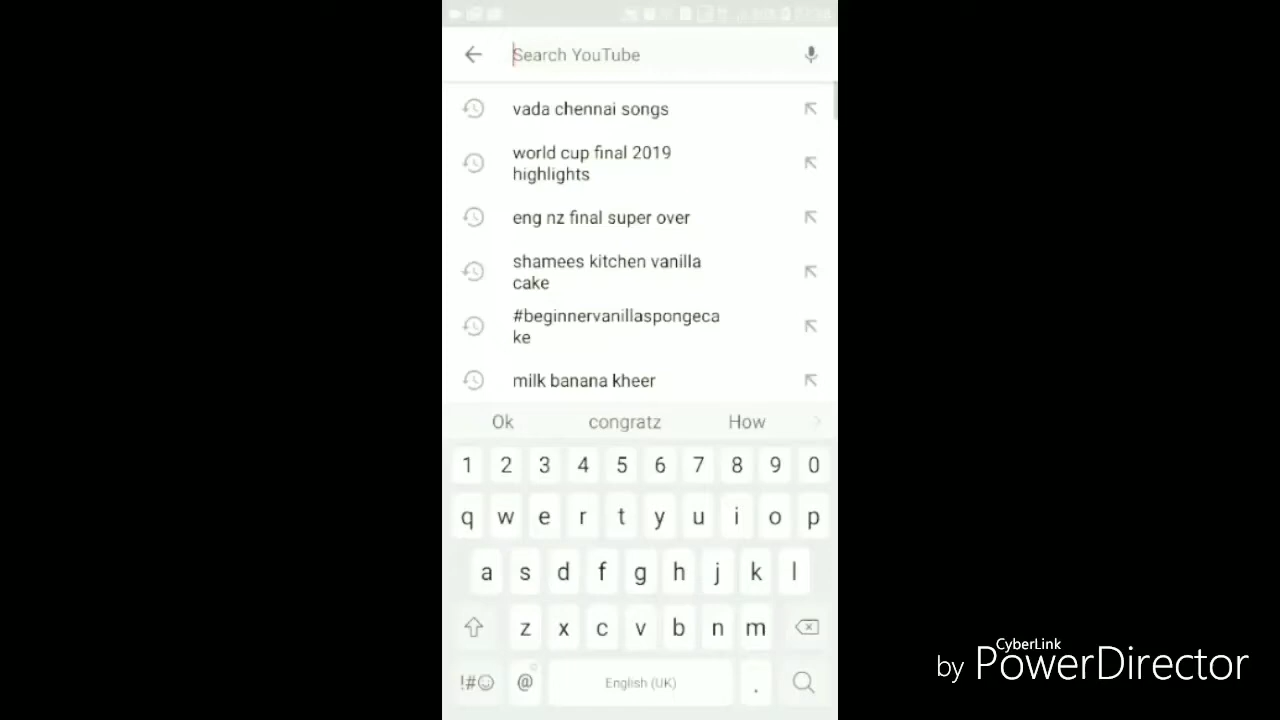 Search YouTube
vada chennai songs
world cup final 2019
highlights
eng nz final super over
shamees kitchen vanilla
cake
#beginnervanillaspongeca
ke
milk banana kheer
Ok congratz How
1 2 3 4 5 6 7 8 9 0
q w e r t y u i o p
a s d f g h j k l
z x c v b n m
!#☺ @ English (UK) .
CyberLink
by PowerDirector